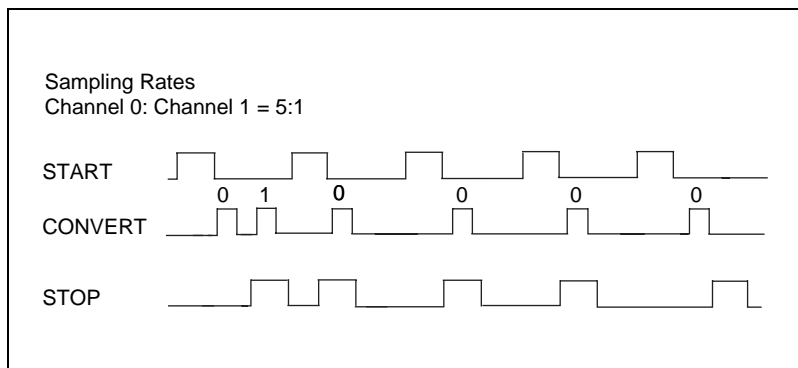 Sampling Rates
Channel 0: Channel 1 = 5:1
START
0 1 0 0 0 0
CONVERT
STOP